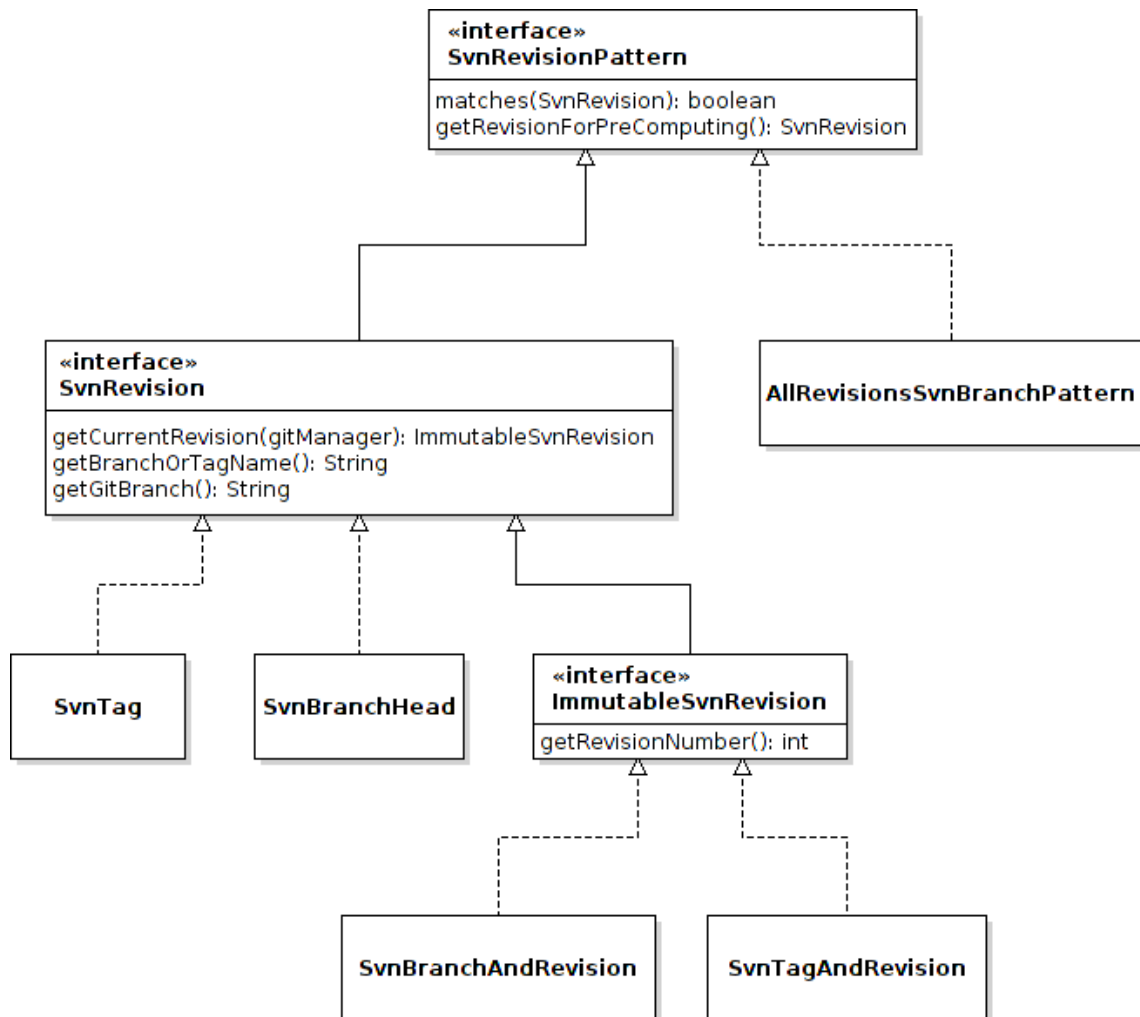 «interface»
SvnRevisionPattern
matches(SvnRevision): boolean
getRevisionForPreComputing(): SvnRevision
«interface»
SvnRevision
getCurrentRevision(gitManager): ImmutableSvnRevision
getBranchOrTagName(): String
getGitBranch(): String
AllRevisionsSvnBranchPattern
SvnTag
SvnBranchHead
«interface»
ImmutableSvnRevision
getRevisionNumber(): int
SvnBranchAndRevision
SvnTagAndRevision